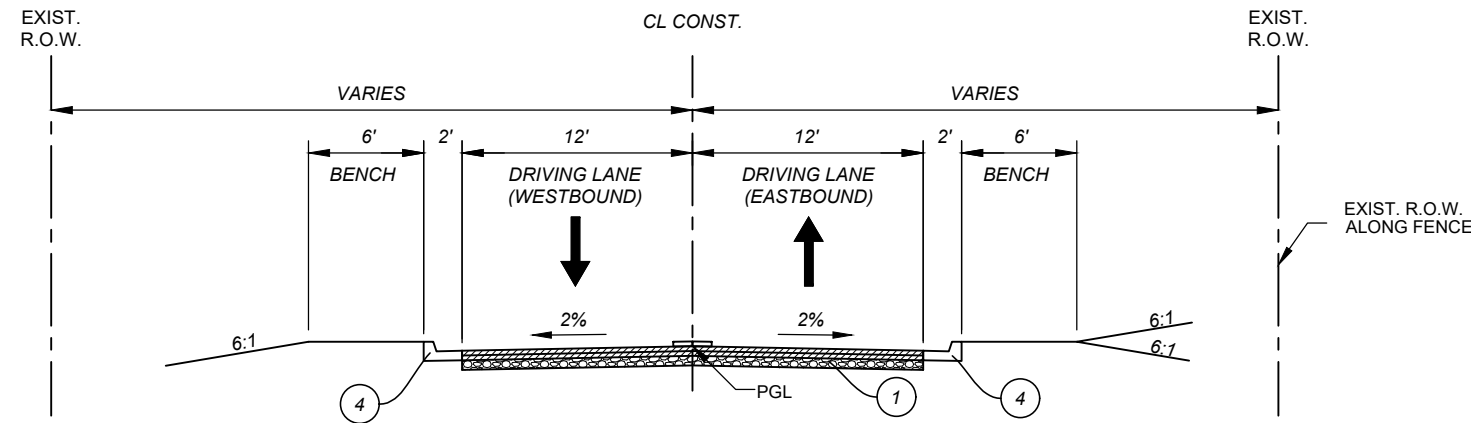 EXIST.
R.O.W.
CL CONST.
EXIST.
R.O.W.
VARIES
VARIES
6'
2'
12'
12'
2'
6'
BENCH
DRIVING LANE
(WESTBOUND)
DRIVING LANE
(EASTBOUND)
BENCH
EXIST. R.O.W.
ALONG FENCE
2%
2%
6:1
6:1
6:1
4
PGL
1
4